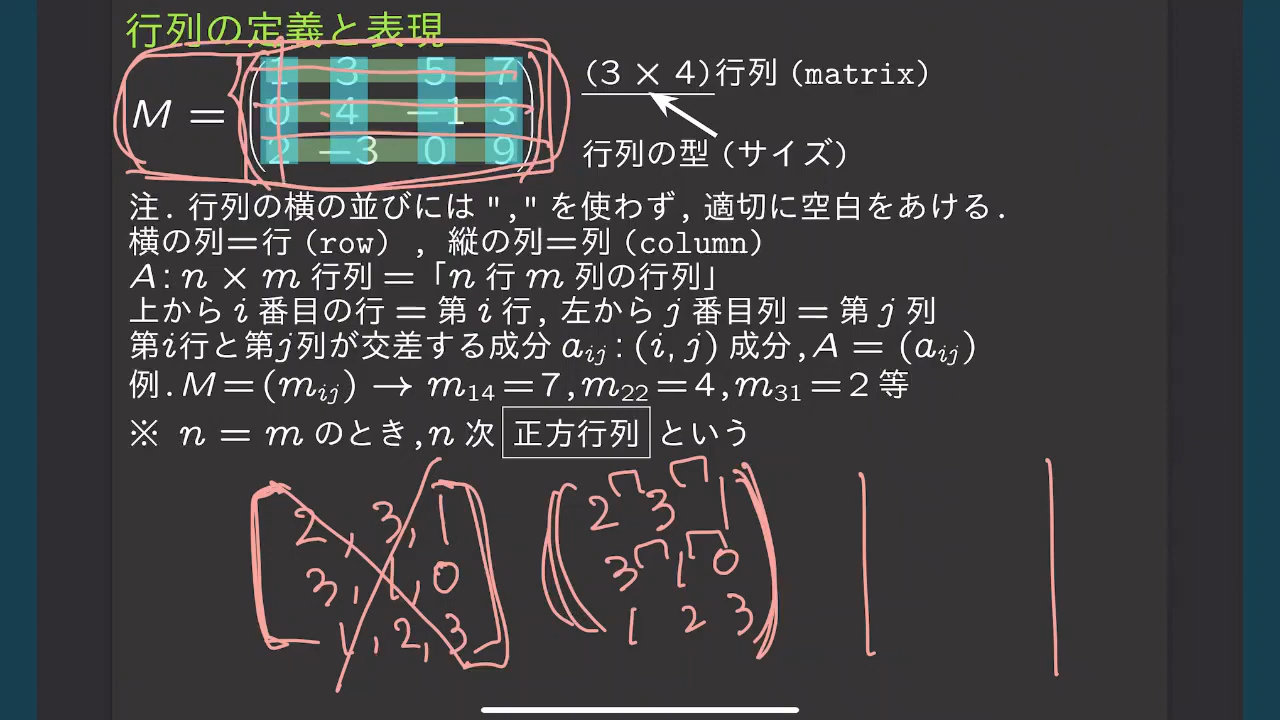 行列の定義と表現
M = ( 1 3 5 7
0 4 −1 3
2 −3 0 9 )
(3 × 4)行列 (matrix)
行列の型 (サイズ)
注. 行列の横の並びには "," を使わず, 適切に空白をあける.
横の列=行 (row) , 縦の列=列 (column)
A : n × m 行列 = 「n 行 m 列の行列」
上から i 番目の行 = 第 i 行, 左から j 番目列 = 第 j 列
第i行と第j列が交差する成分 aᵢⱼ : (i, j) 成分, A = (aᵢⱼ)
例. M = (mᵢⱼ) → m₁₄ = 7, m₂₂ = 4, m₃₁ = 2 等
※ n = m のとき, n 次 正方行列 という
[ 2 , 3, 1
3, 1, 0
1, 2, 3 ]
( 2 3 1
3 1 0
1 2 3 )